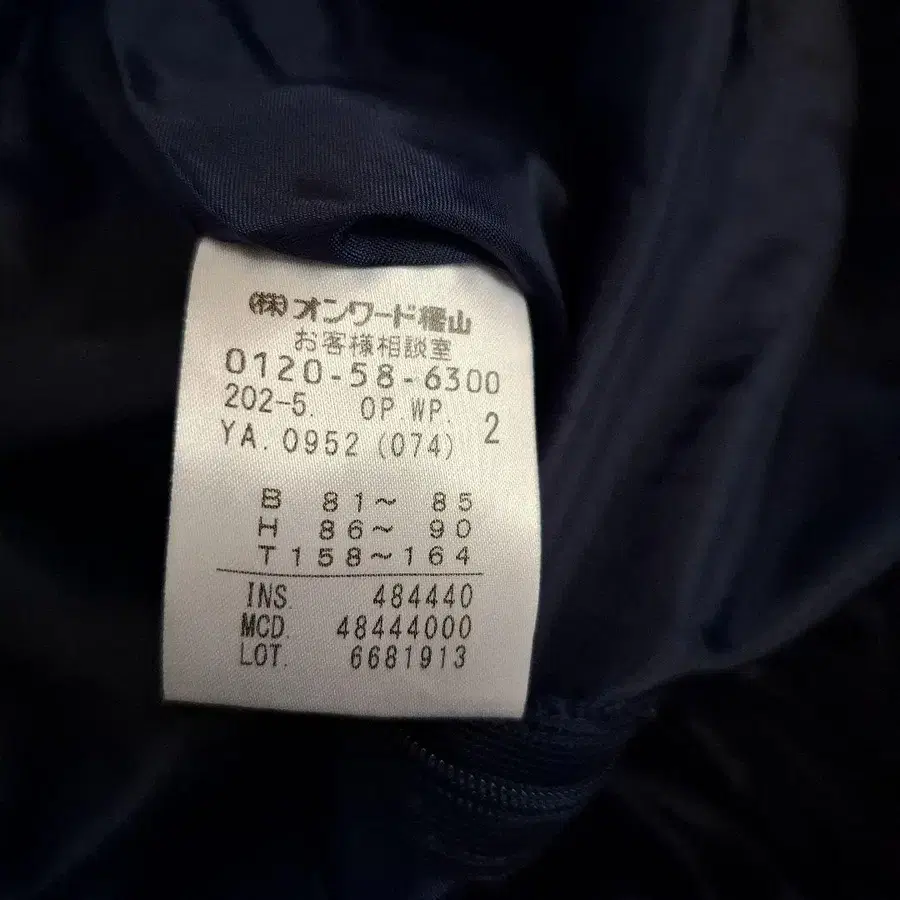 ㈱オンワード樫山
お客様相談室
0120-58-6300
202-5. OP.WP. 2
YA.0952 (074)
B 81~ 85
H 86~ 90
T 158~164
INS. 484440
MCD. 48444000
LOT. 6681913